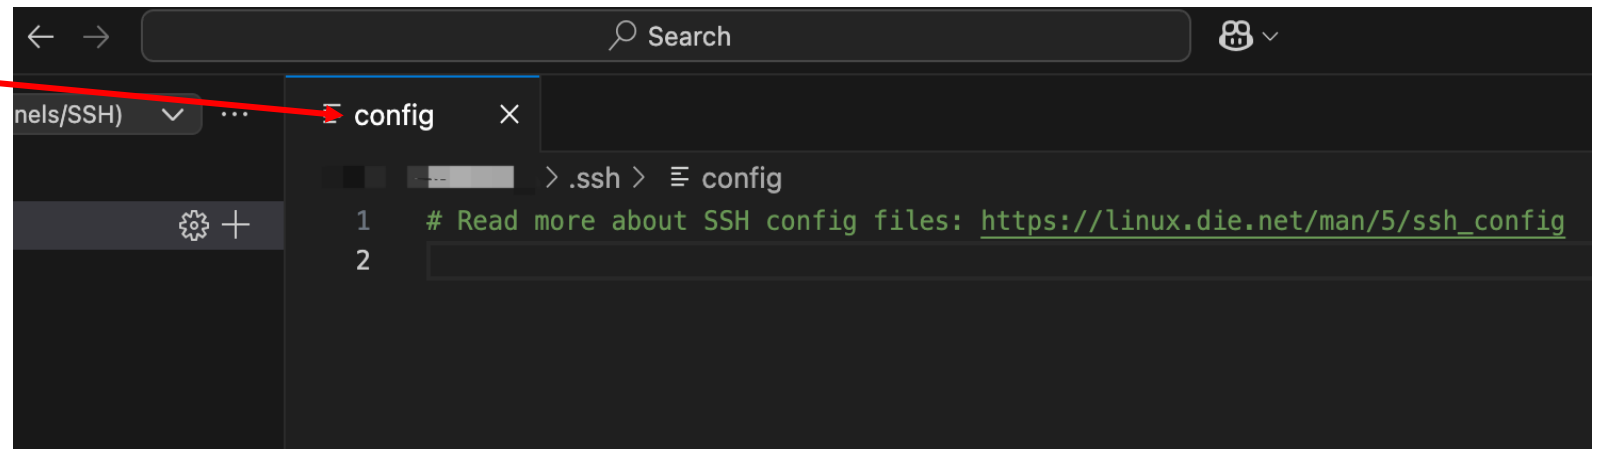 Search
nels/SSH)
config
.ssh
config
1 # Read more about SSH config files: https://linux.die.net/man/5/ssh_config
2